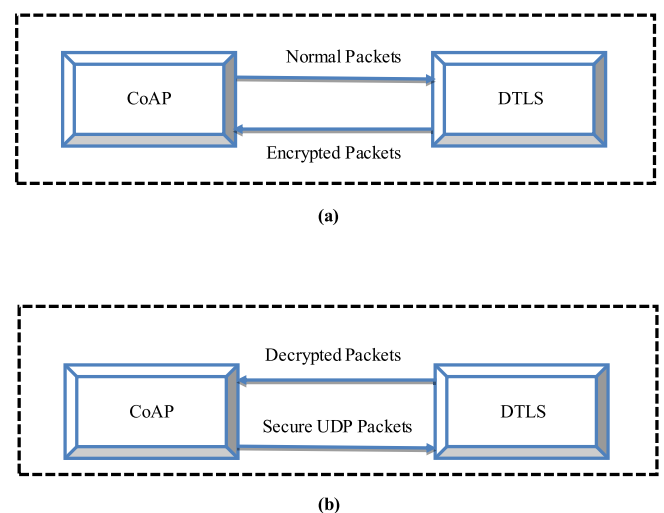 Normal Packets
CoAP
DTLS
Encrypted Packets
(a)
Decrypted Packets
CoAP
DTLS
Secure UDP Packets
(b)